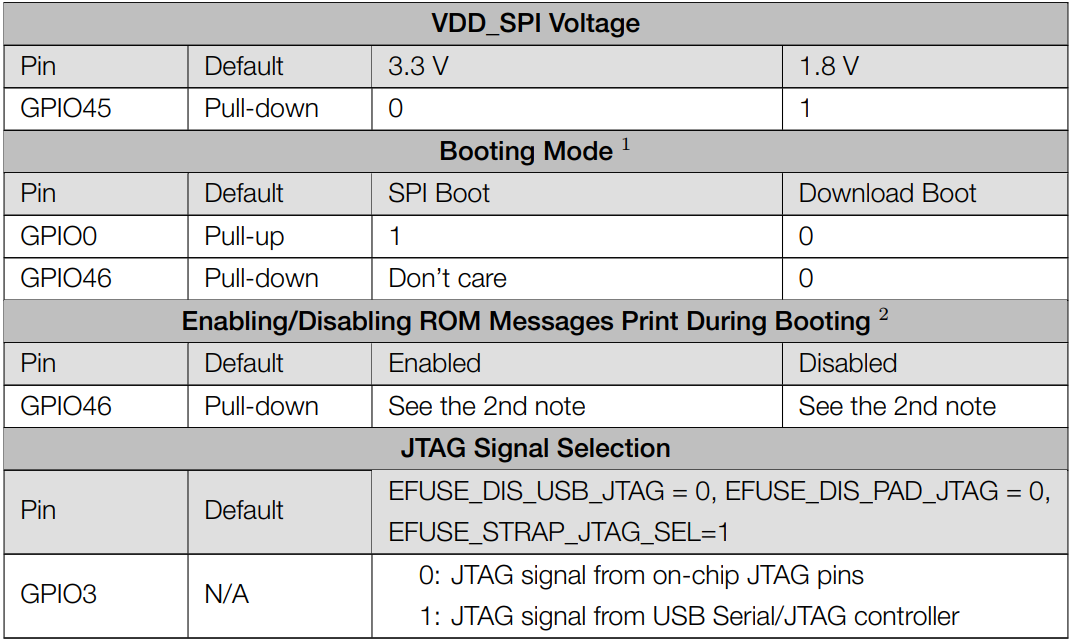 VDD_SPI Voltage
Pin Default 3.3 V 1.8 V
GPIO45 Pull-down 0 1
Booting Mode 1
Pin Default SPI Boot Download Boot
GPIO0 Pull-up 1 0
GPIO46 Pull-down Don’t care 0
Enabling/Disabling ROM Messages Print During Booting 2
Pin Default Enabled Disabled
GPIO46 Pull-down See the 2nd note See the 2nd note
JTAG Signal Selection
Pin Default EFUSE_DIS_USB_JTAG = 0, EFUSE_DIS_PAD_JTAG = 0,
EFUSE_STRAP_JTAG_SEL=1
GPIO3 N/A 0: JTAG signal from on-chip JTAG pins
1: JTAG signal from USB Serial/JTAG controller